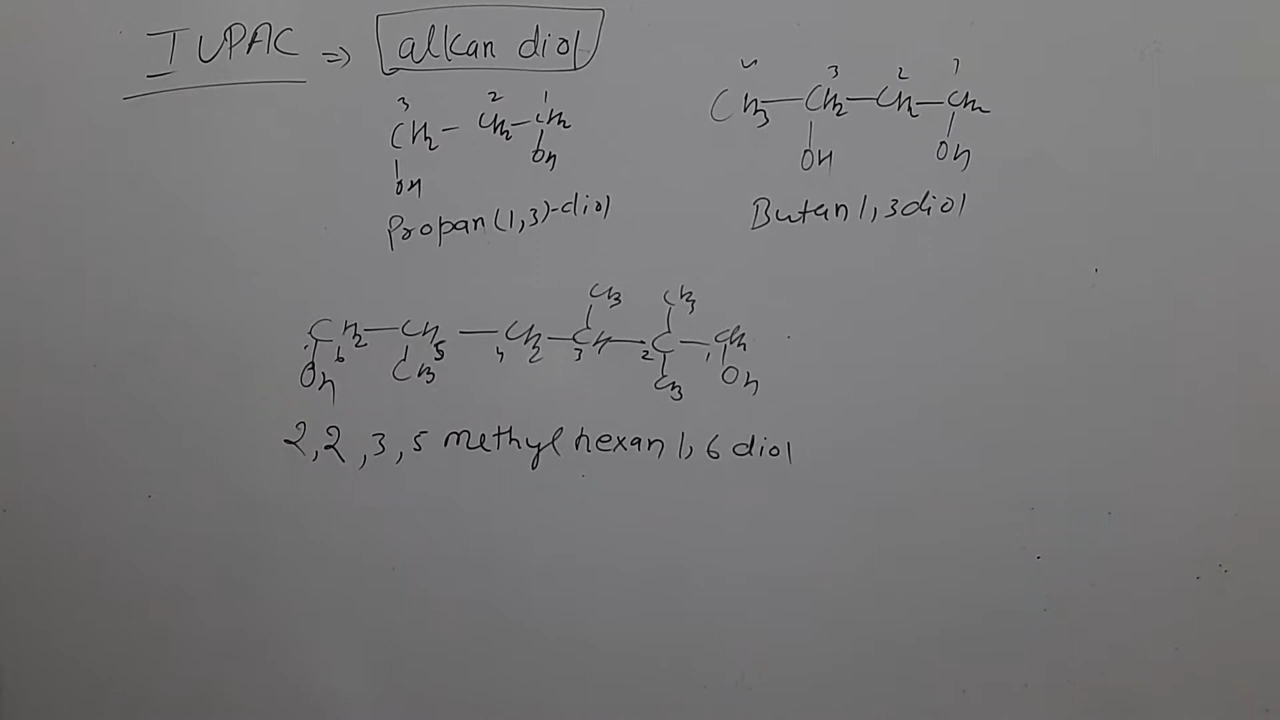 IUPAC => alkan diol
3 2 1
CH2 - CH2 - CH2
OH OH
Propan (1,3)-diol
4 3 2 1
CH3 - CH2 - CH2 - CH2
OH OH
Butan 1, 3 diol
CH3 CH3
CH2 - CH - CH2 - CH - C - CH2
6 5 4 3 2 1
OH CH3 CH3 OH
2,2,3,5 methyl hexan 1,6 diol